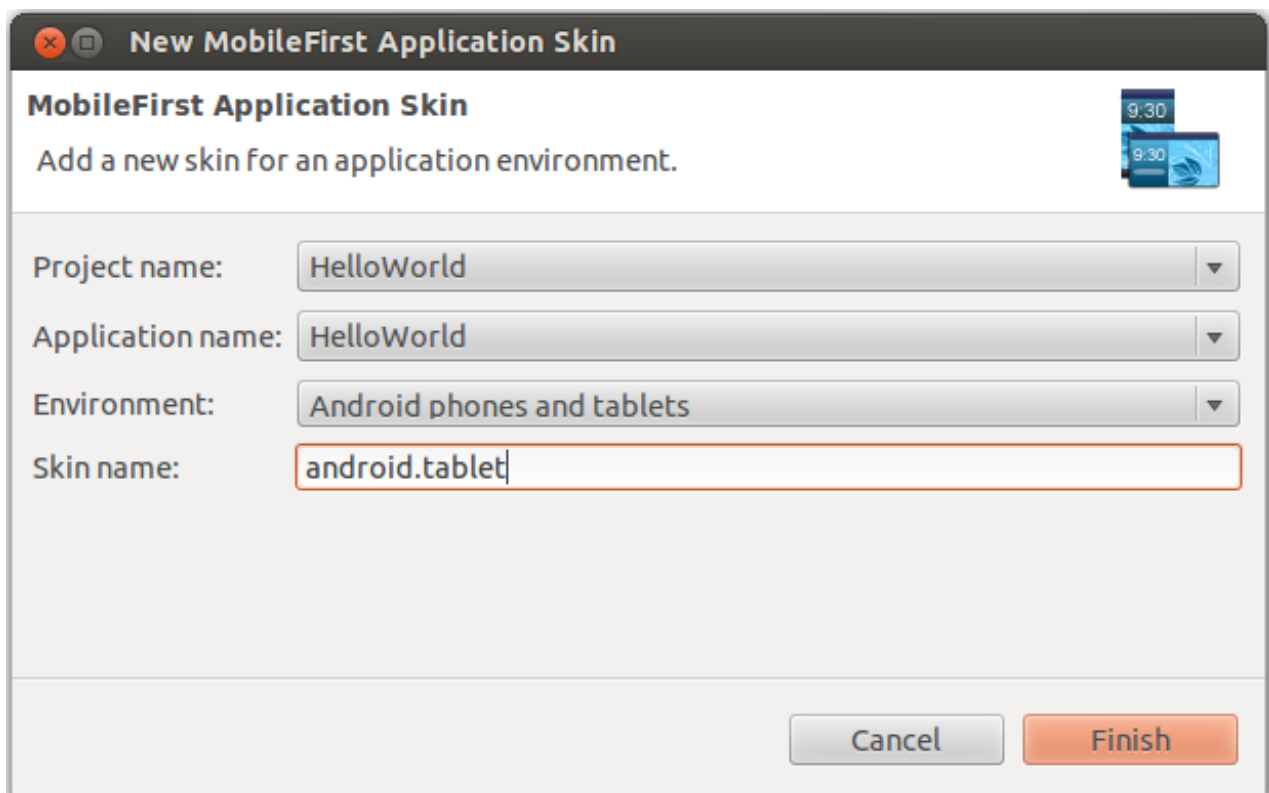 New MobileFirst Application Skin
MobileFirst Application Skin
Add a new skin for an application environment.
9:30
9:30
Project name: HelloWorld
Application name: HelloWorld
Environment: Android phones and tablets
Skin name: android.tablet
Cancel Finish